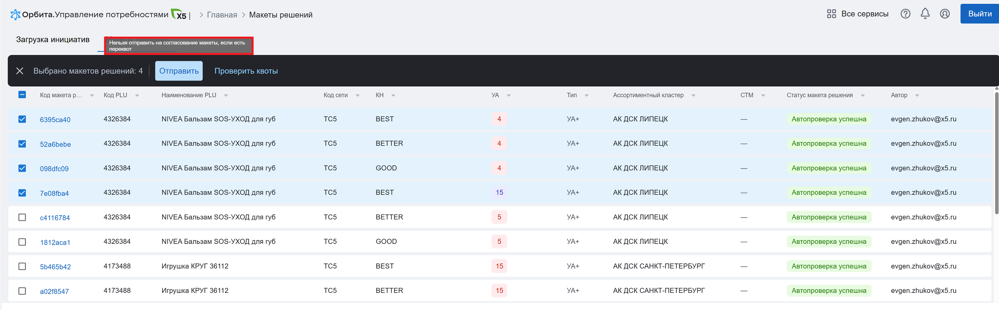 Орбита.Управление потребностями X5 | > Главная > Макеты решений
Все сервисы
Выйти
Загрузка инициатив
Макеты решений
Нельзя отправить на согласование макеты, если есть
переквот
Выбрано макетов решений: 4
Отправить
Проверить квоты
Код макета р... Код PLU Наименование PLU Код сети КН УА Тип Ассортиментный кластер СТМ Статус макета решения Автор
6395ca40 4326384 NIVEA Бальзам SOS-УХОД для губ TC5 BEST 4 УА+ АК ДСК ЛИПЕЦК — Автопроверка успешна evgen.zhukov@x5.ru
52a6bebe 4326384 NIVEA Бальзам SOS-УХОД для губ TC5 BETTER 4 УА+ АК ДСК ЛИПЕЦК — Автопроверка успешна evgen.zhukov@x5.ru
098dfc09 4326384 NIVEA Бальзам SOS-УХОД для губ TC5 GOOD 4 УА+ АК ДСК ЛИПЕЦК — Автопроверка успешна evgen.zhukov@x5.ru
7e08fba4 4326384 NIVEA Бальзам SOS-УХОД для губ TC5 BEST 15 УА+ АК ДСК ЛИПЕЦК — Автопроверка успешна evgen.zhukov@x5.ru
c4116784 4326384 NIVEA Бальзам SOS-УХОД для губ TC5 BETTER 5 УА+ АК ДСК ЛИПЕЦК — Автопроверка успешна evgen.zhukov@x5.ru
1812aca1 4326384 NIVEA Бальзам SOS-УХОД для губ TC5 GOOD 5 УА+ АК ДСК ЛИПЕЦК — Автопроверка успешна evgen.zhukov@x5.ru
5b465b42 4173488 Игрушка КРУГ 36112 TC5 BEST 15 УА+ АК ДСК САНКТ-ПЕТЕРБУРГ — Автопроверка успешна evgen.zhukov@x5.ru
a02f8547 4173488 Игрушка КРУГ 36112 TC5 BETTER 15 УА+ АК ДСК САНКТ-ПЕТЕРБУРГ — Автопроверка успешна evgen.zhukov@x5.ru